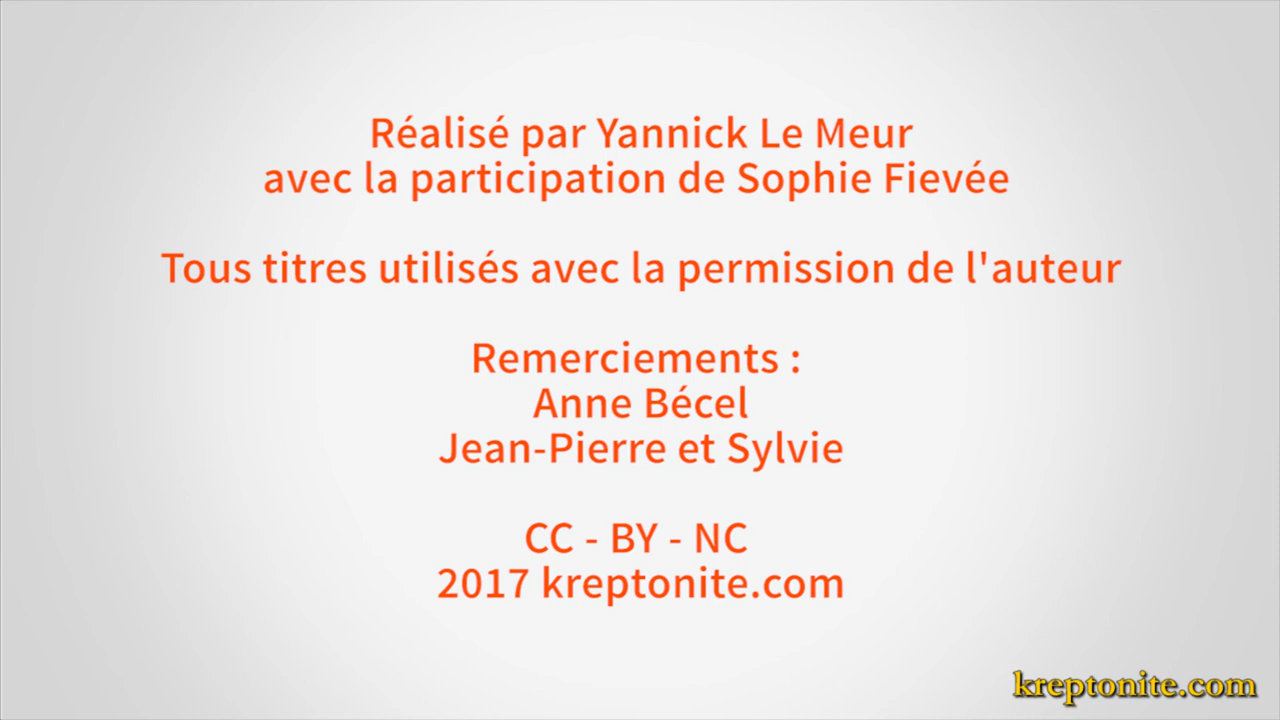 Réalisé par Yannick Le Meur
avec la participation de Sophie Fievée
Tous titres utilisés avec la permission de l'auteur
Remerciements :
Anne Bécel
Jean-Pierre et Sylvie
CC - BY - NC
2017 kreptonite.com
kreptonite.com